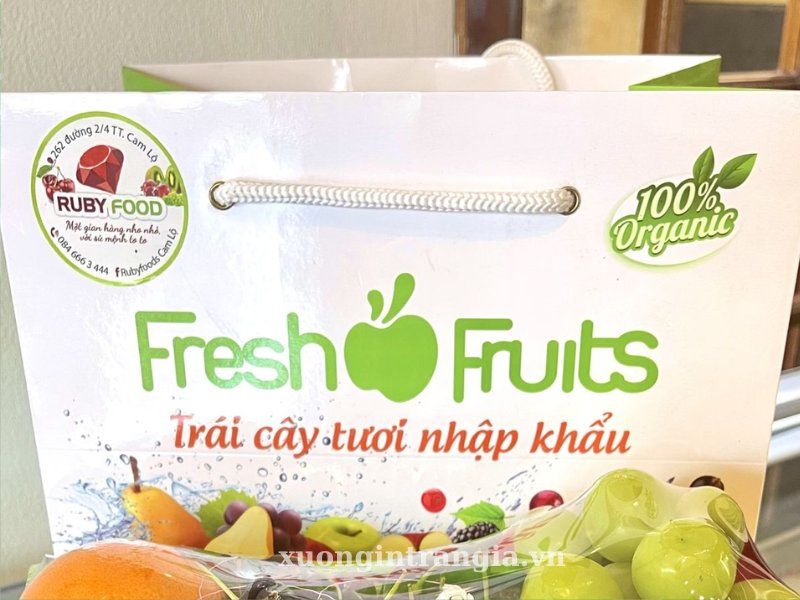 262 đường 2/4 TT. Cam Lộ
RUBY FOOD
Một gian hàng nho nhỏ,
với sứ mệnh to to
084 666 3 444 fRubyfoods Cam Lộ
100%
Organic
Fresh Fruits
Trái cây tươi nhập khẩu
xuongintrangia.vn